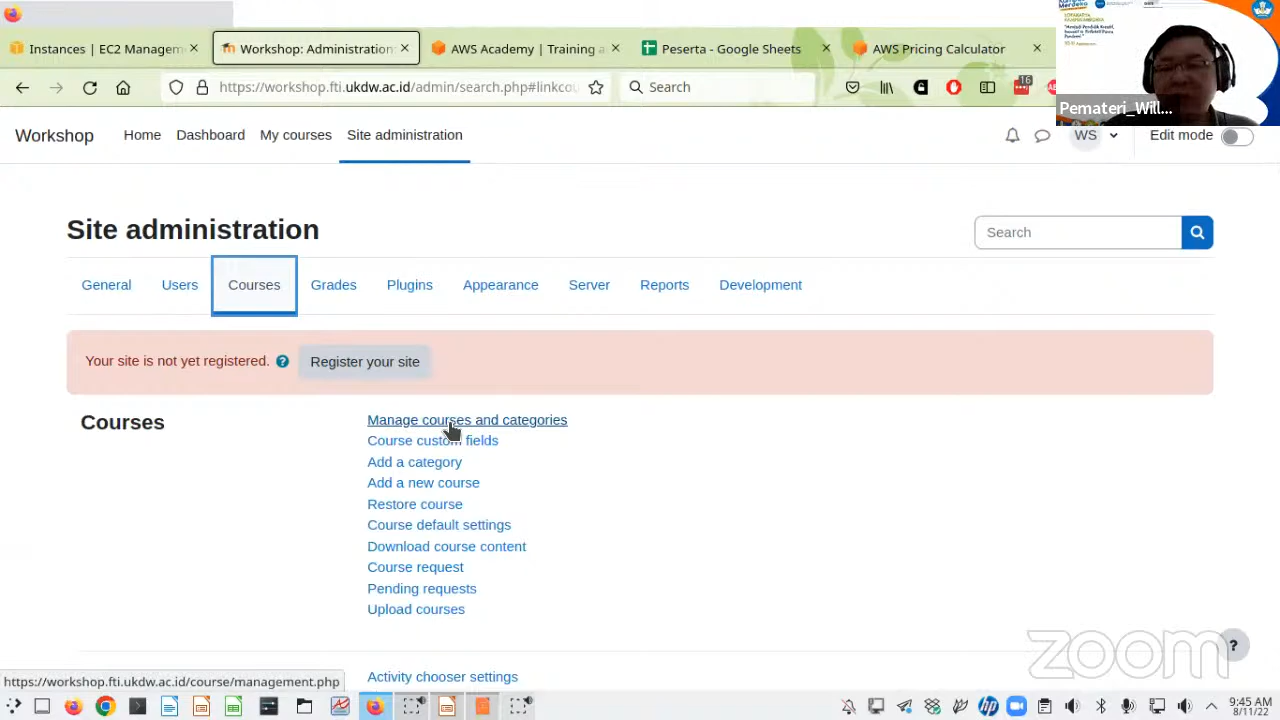 Instances | EC2 Managem
Workshop: Administration:
AWS Academy | Training a
Peserta - Google Sheets
AWS Pricing Calculator
https://workshop.fti.ukdw.ac.id/admin/search.php#linkcou
Search
16
Pemateri_Will...
Workshop
Home
Dashboard
My courses
Site administration
WS
Edit mode
Site administration
Search
General
Users
Courses
Grades
Plugins
Appearance
Server
Reports
Development
Your site is not yet registered.
Register your site
Courses
Manage courses and categories
Course custom fields
Add a category
Add a new course
Restore course
Course default settings
Download course content
Course request
Pending requests
Upload courses
Activity chooser settings
zoom
?
https://workshop.fti.ukdw.ac.id/course/management.php
9:45 AM
8/11/22